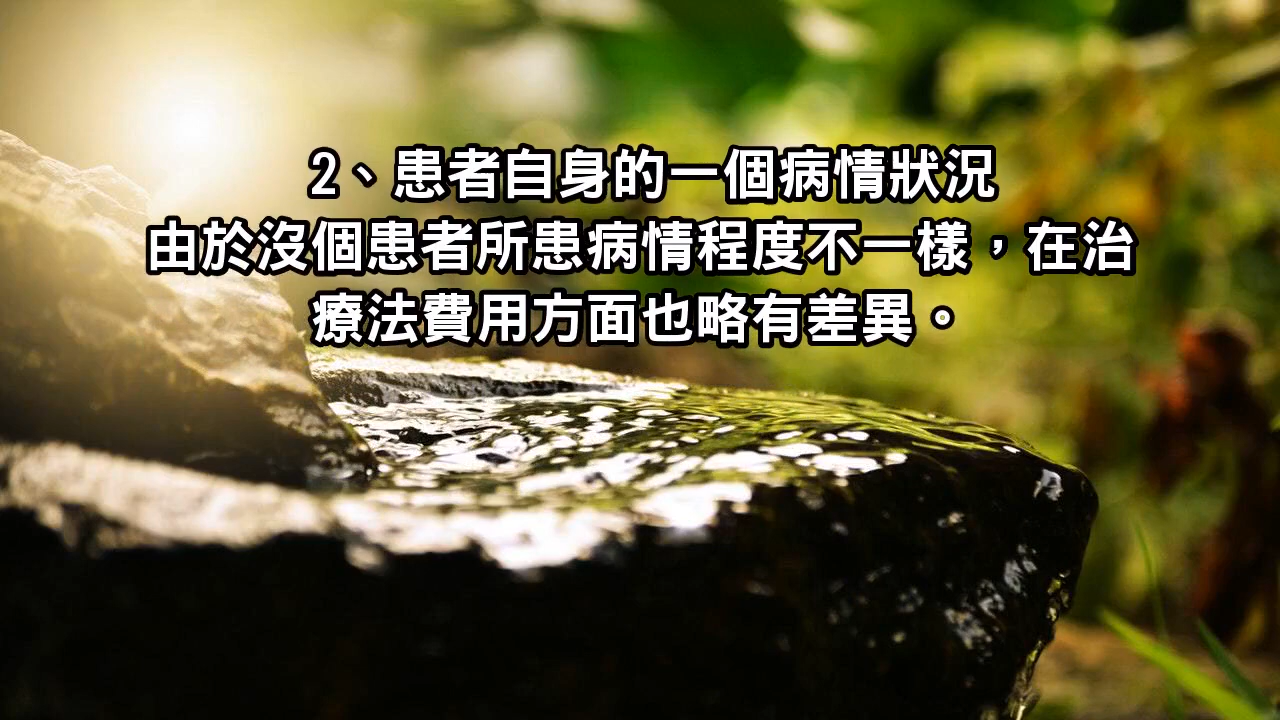 2、患者自身的一個病情狀況
由於沒個患者所患病情程度不一樣，在治
療法費用方面也略有差異。